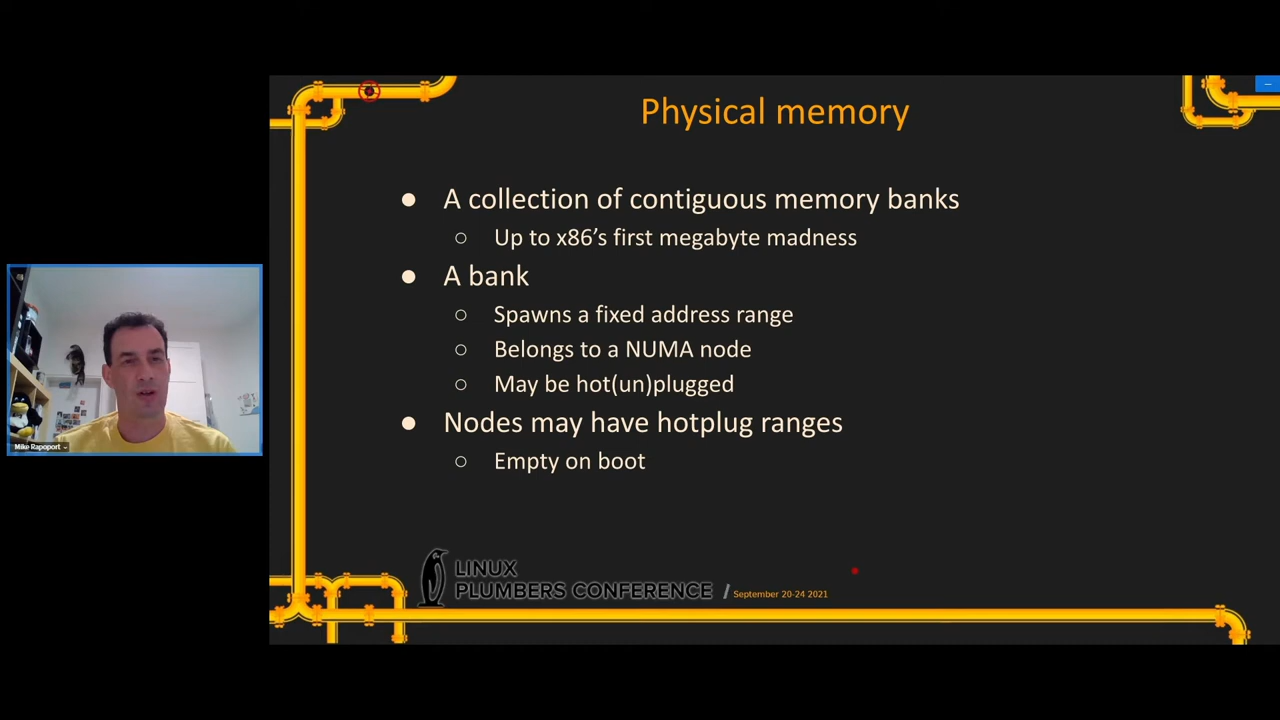 Physical memory
● A collection of contiguous memory banks
○ Up to x86’s first megabyte madness
● A bank
○ Spawns a fixed address range
○ Belongs to a NUMA node
○ May be hot(un)plugged
● Nodes may have hotplug ranges
○ Empty on boot
Mike Rapoport
LINUX
PLUMBERS CONFERENCE / September 20-24 2021